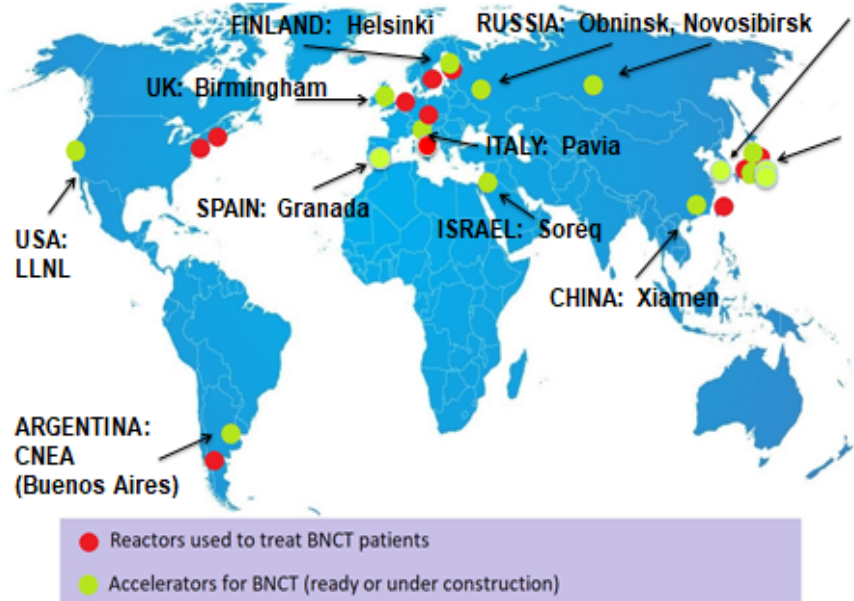 FINLAND: Helsinki
RUSSIA: Obninsk, Novosibirsk
UK: Birmingham
ITALY: Pavia
SPAIN: Granada
ISRAEL: Soreq
USA:
LLNL
CHINA: Xiamen
ARGENTINA:
CNEA
(Buenos Aires)
Reactors used to treat BNCT patients
Accelerators for BNCT (ready or under construction)